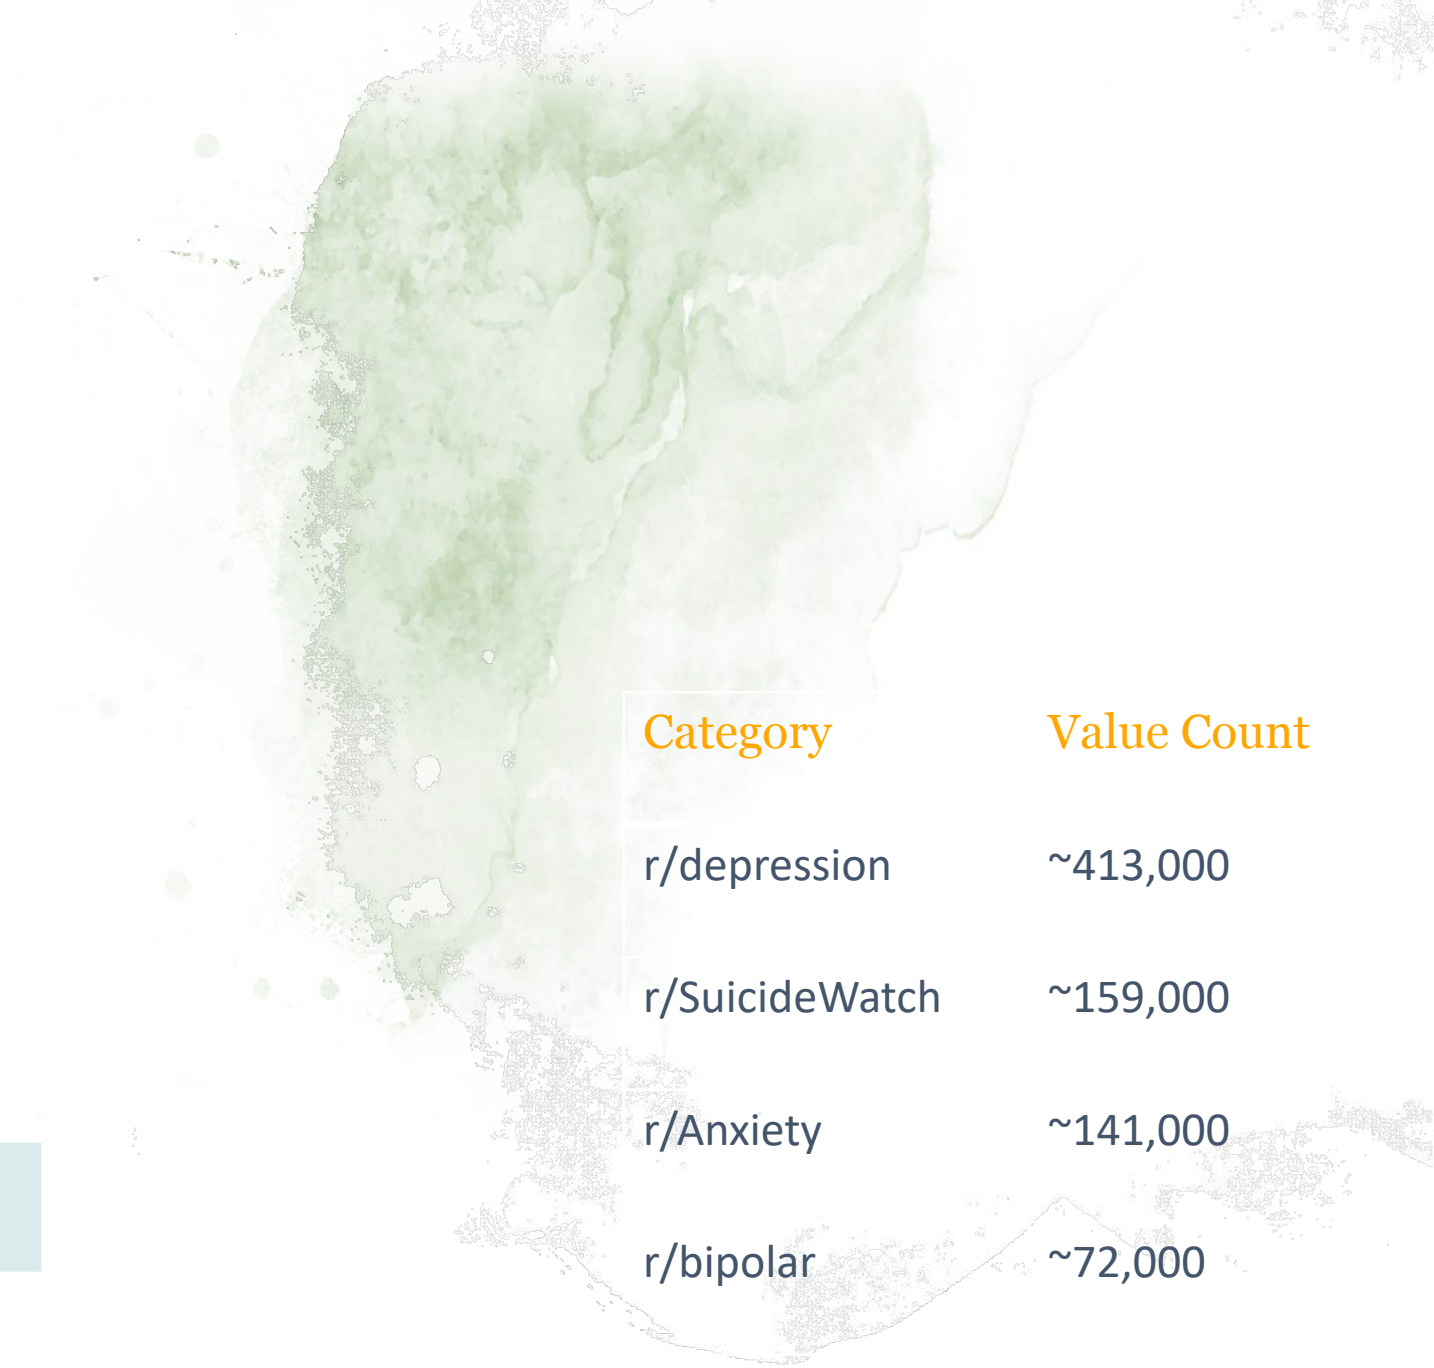 Category Value Count
r/depression ~413,000
r/SuicideWatch ~159,000
r/Anxiety ~141,000
r/bipolar ~72,000